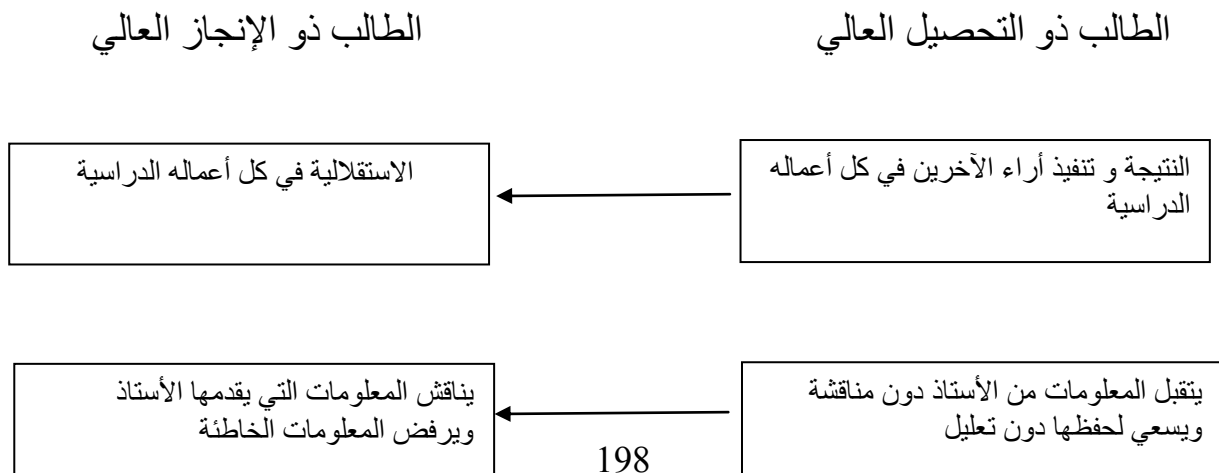 الطالب ذو التحصيل العالي
الطالب ذو الإنجاز العالي
النتيجة و تنفيذ أراء الآخرين في كل أعماله
الدراسية
الاستقلالية في كل أعماله الدراسية
يتقبل المعلومات من الأستاذ دون مناقشة
ويسعي لحفظها دون تعليل
يناقش المعلومات التي يقدمها الأستاذ
ويرفض المعلومات الخاطئة
198